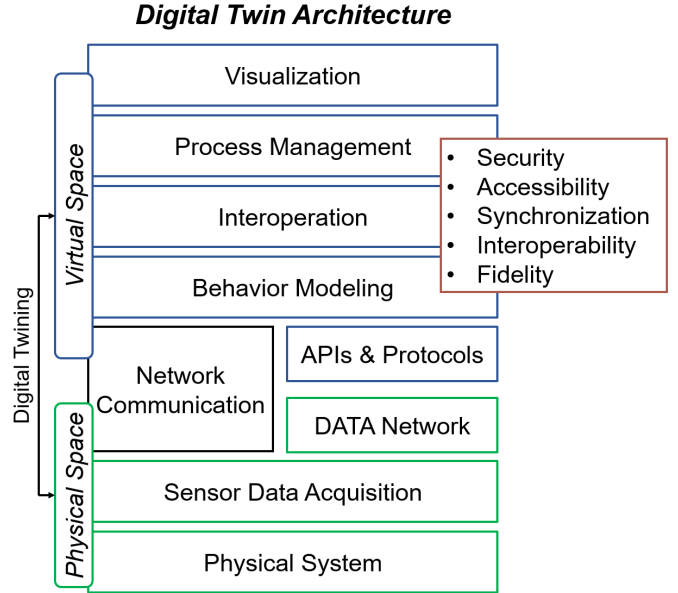 Digital Twin Architecture
Visualization
Process Management
Interoperation
Behavior Modeling
• Security
• Accessibility
• Synchronization
• Interoperability
• Fidelity
Virtual Space
Digital Twining
Network
Communication
APIs & Protocols
DATA Network
Physical Space
Sensor Data Acquisition
Physical System